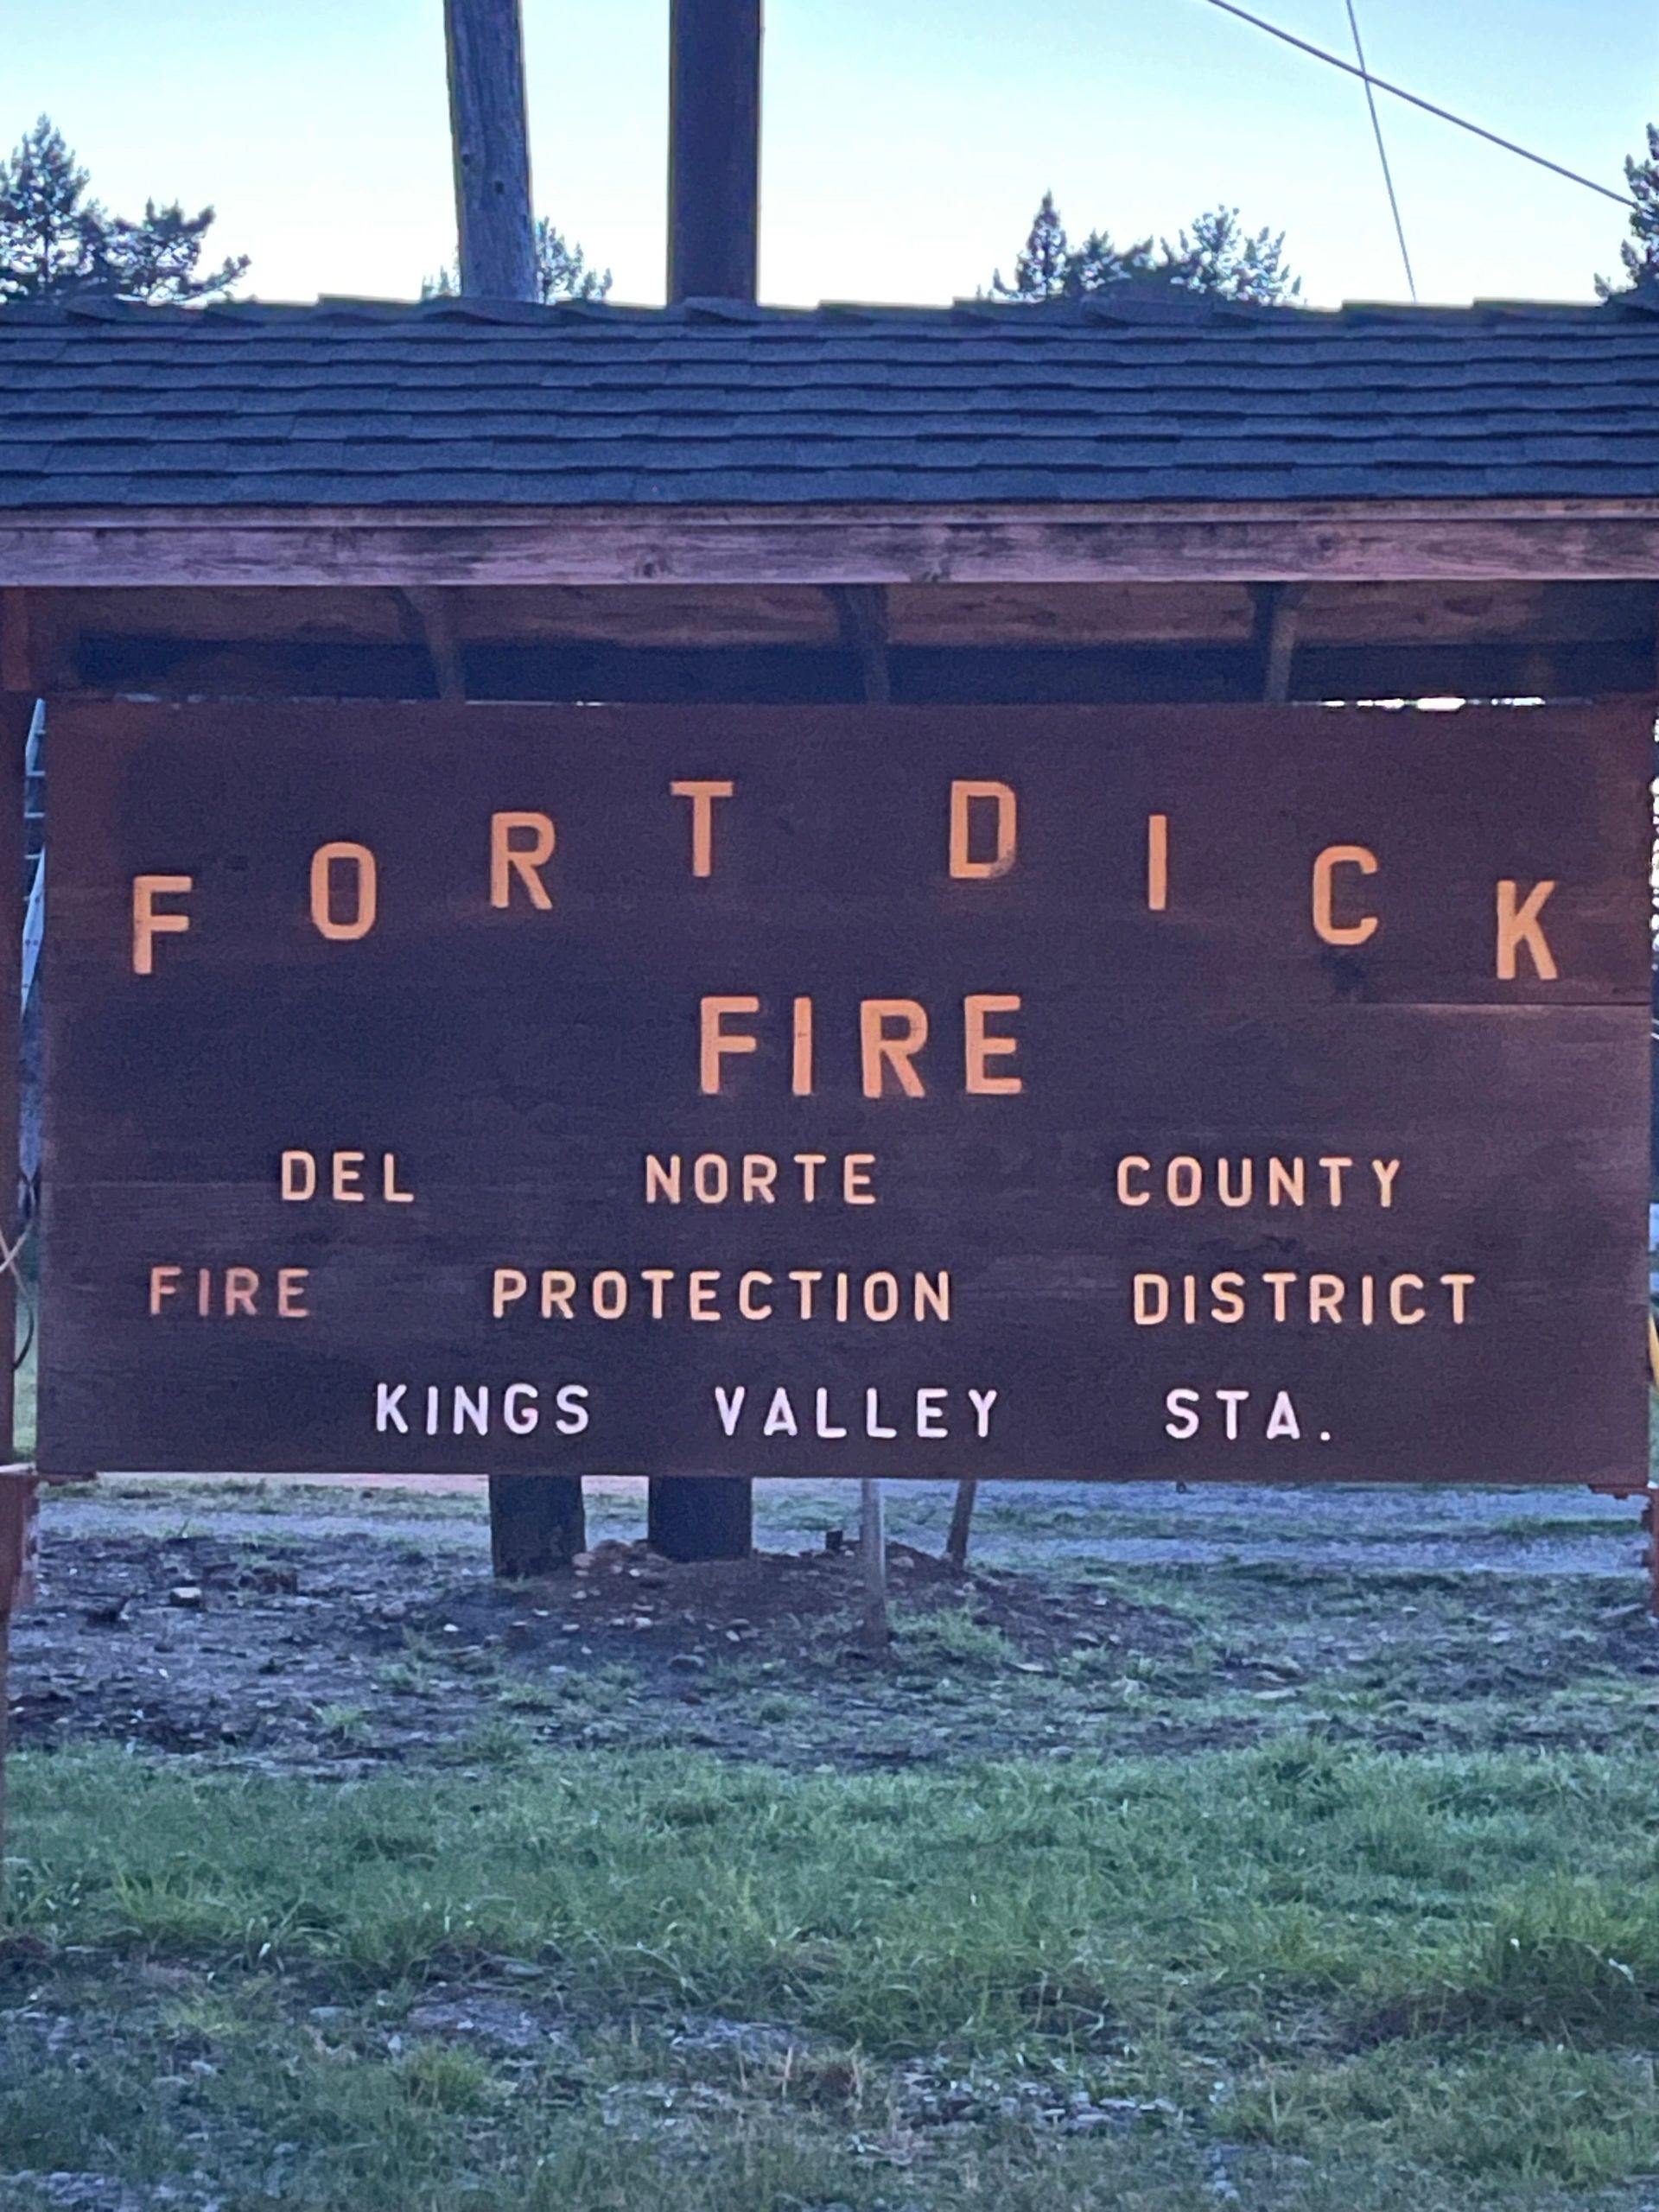 FORT DICK
FIRE
DEL NORTE COUNTY
FIRE PROTECTION DISTRICT
KINGS VALLEY STA.